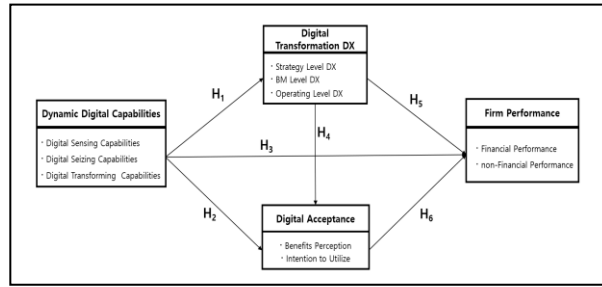 Digital
Transformation DX
· Strategy Level DX
· BM Level DX
· Operating Level DX
H1
H5
Dynamic Digital Capabilities
· Digital Sensing Capabilities
· Digital Seizing Capabilities
· Digital Transforming Capabilities
H4
H3
Firm Performance
· Financial Performance
· non-Financial Performance
H2
H6
Digital Acceptance
· Benefits Perception
· Intention to Utilize